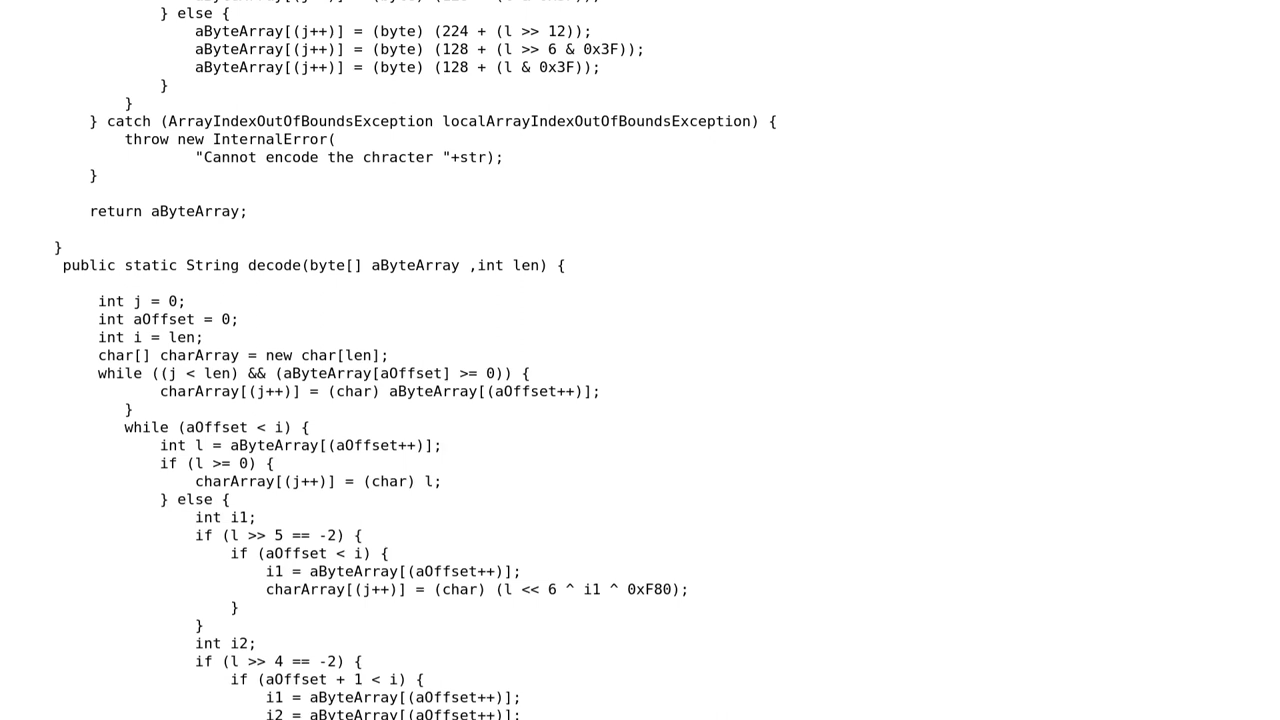 } else {
aByteArray[(j++)] = (byte) (224 + (l >> 12));
aByteArray[(j++)] = (byte) (128 + (l >> 6 & 0x3F));
aByteArray[(j++)] = (byte) (128 + (l & 0x3F));
}
}
} catch (ArrayIndexOutOfBoundsException localArrayIndexOutOfBoundsException) {
throw new InternalError(
"Cannot encode the chracter "+str);
}
return aByteArray;
}
public static String decode(byte[] aByteArray ,int len) {
int j = 0;
int aOffset = 0;
int i = len;
char[] charArray = new char[len];
while ((j < len) && (aByteArray[aOffset] >= 0)) {
charArray[(j++)] = (char) aByteArray[(aOffset++)];
}
while (aOffset < i) {
int l = aByteArray[(aOffset++)];
if (l >= 0) {
charArray[(j++)] = (char) l;
} else {
int i1;
if (l >> 5 == -2) {
if (aOffset < i) {
i1 = aByteArray[(aOffset++)];
charArray[(j++)] = (char) (l << 6 ^ i1 ^ 0xF80);
}
}
int i2;
if (l >> 4 == -2) {
if (aOffset + 1 < i) {
i1 = aByteArray[(aOffset++)];
i2 = aByteArray[(aOffset++)];